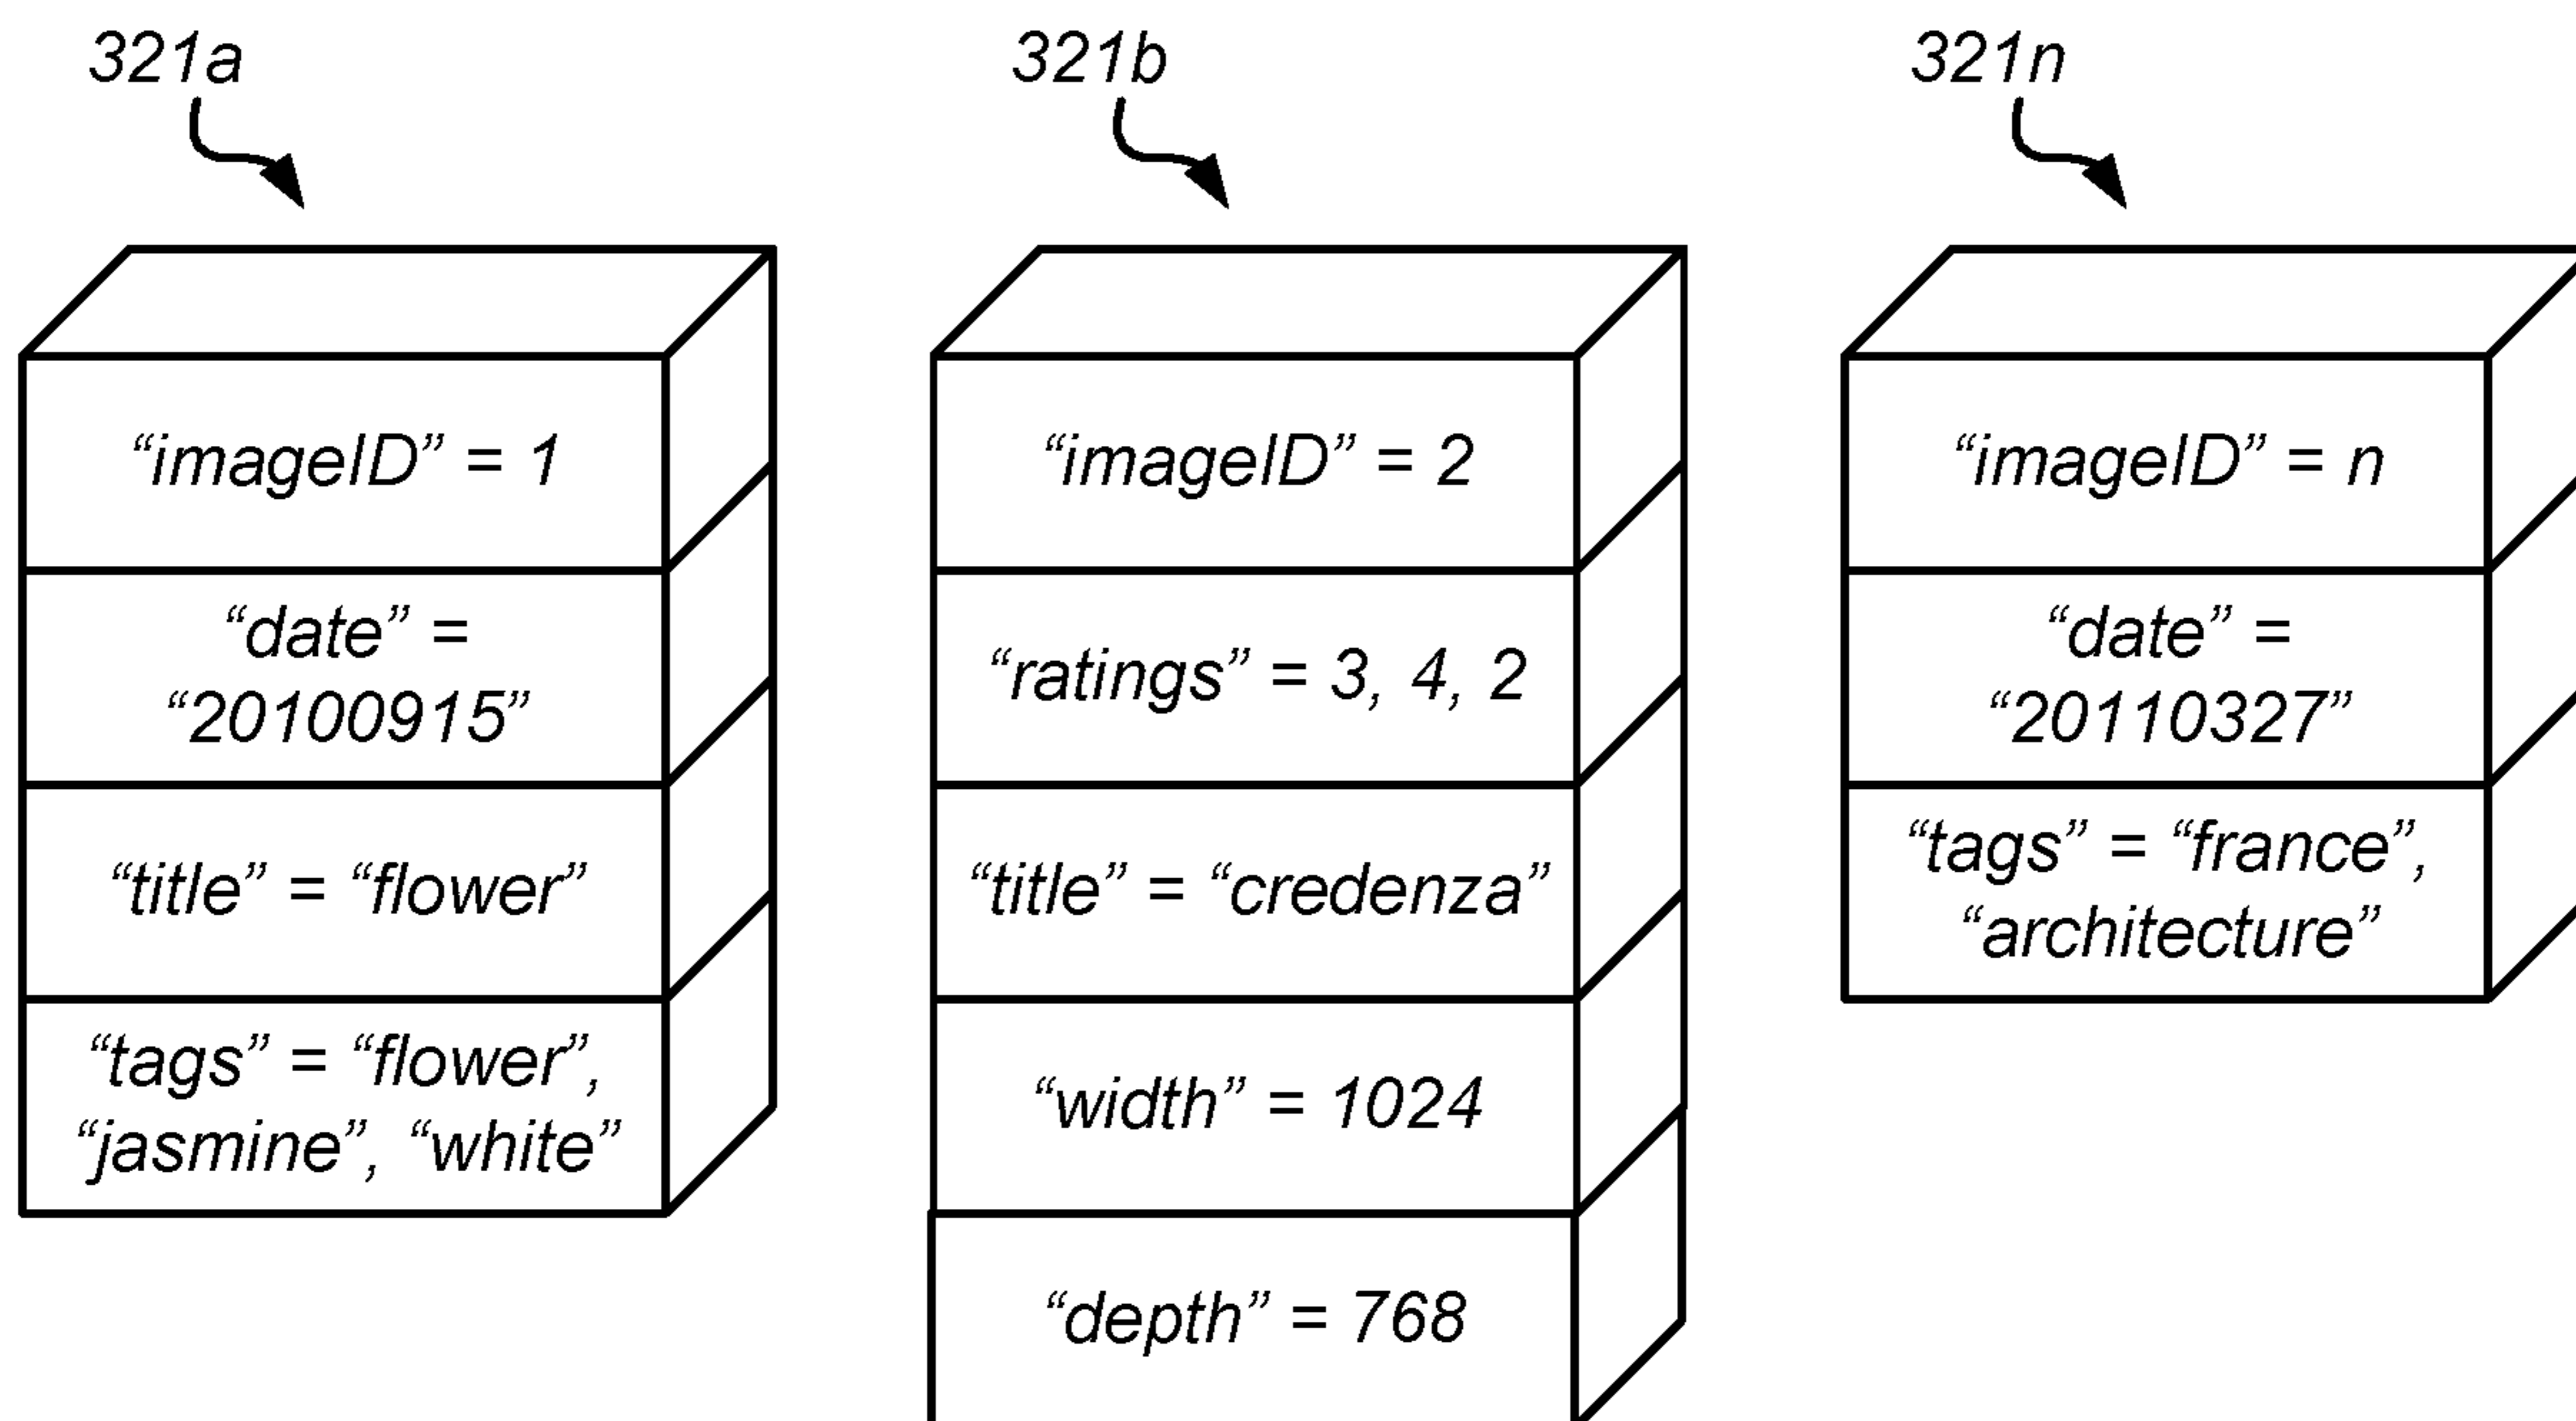 321a
“imageID” = 1
“date” =
“20100915”
“title” = “flower”
“tags” = “flower”,
“jasmine”, “white”
321b
“imageID” = 2
“ratings” = 3, 4, 2
“title” = “credenza”
“width” = 1024
“depth” = 768
321n
“imageID” = n
“date” =
“20110327”
“tags” = “france”,
“architecture”